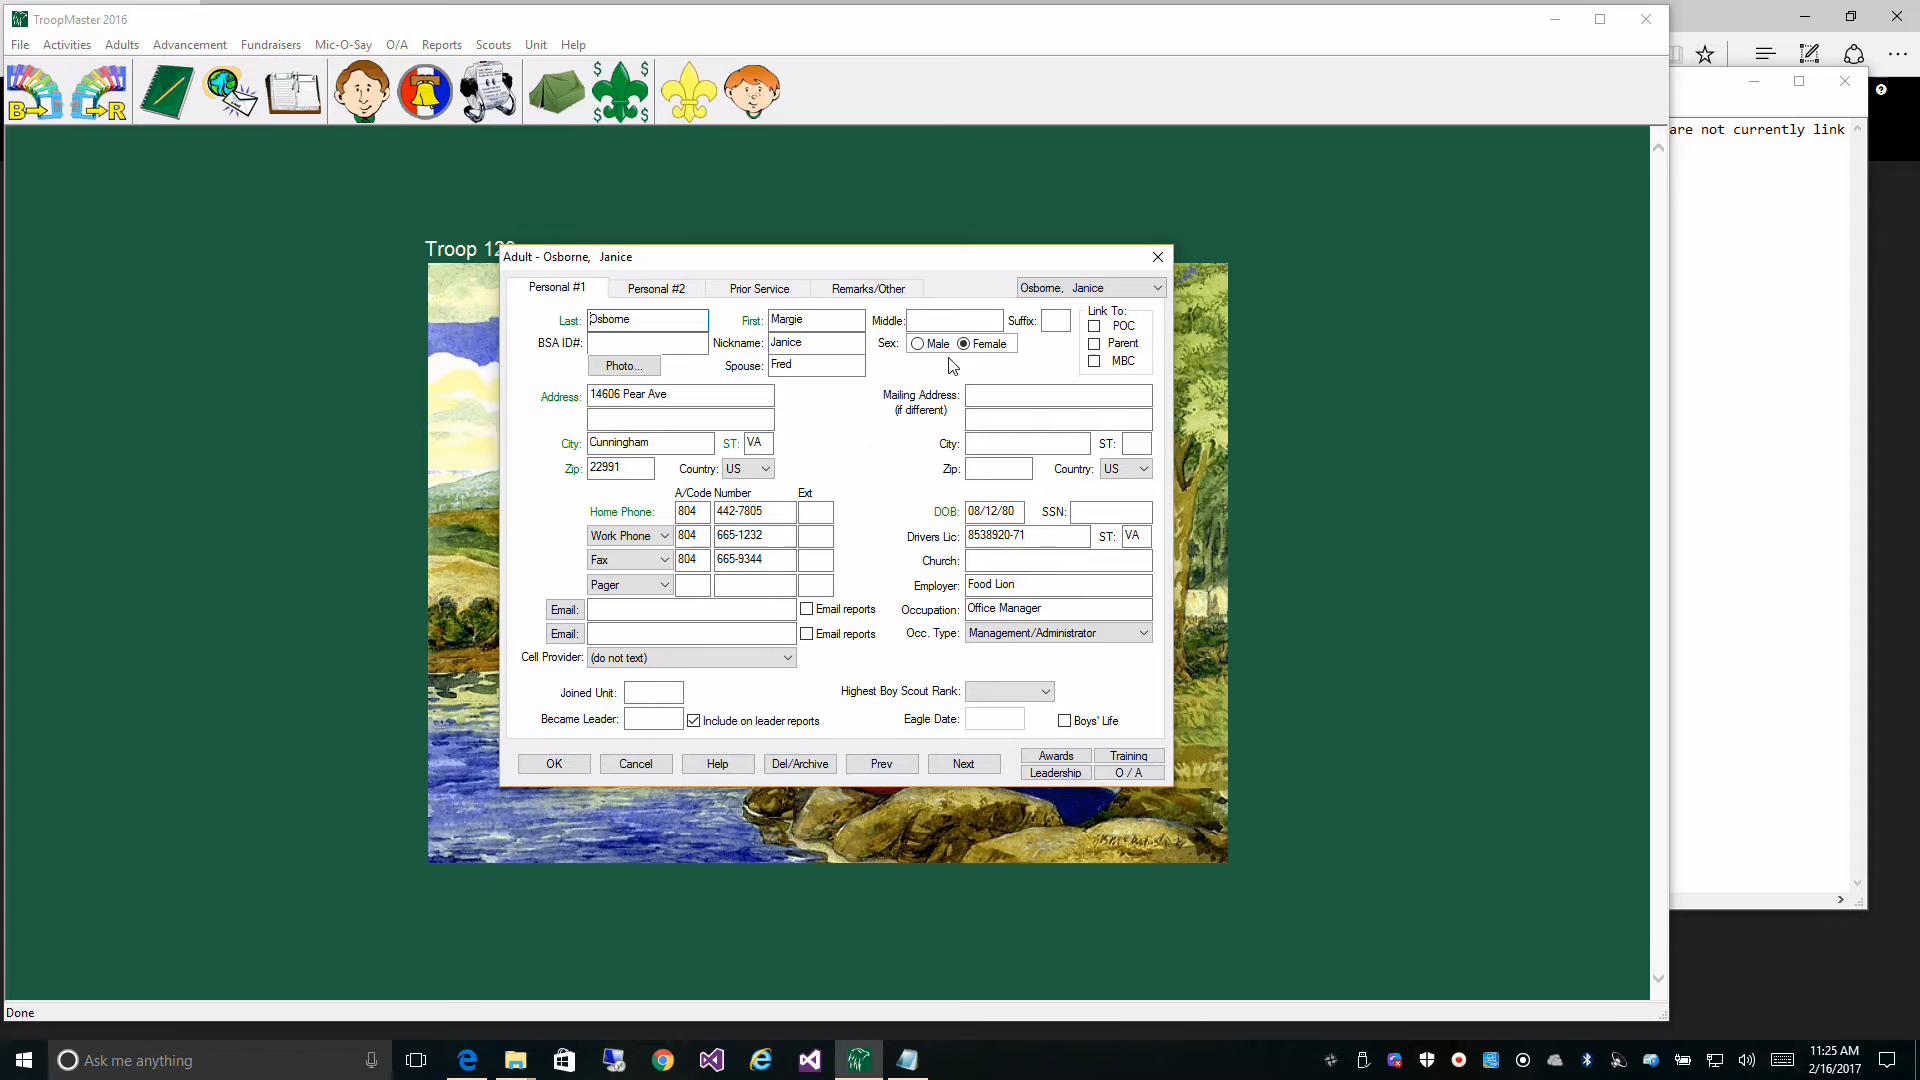 TroopMaster 2016
File Activities Adults Advancement Fundraisers Mic-O-Say O/A Reports Scouts Unit Help
B R
$ $
$ $
are not currently link
Troop 12
Adult - Osborne, Janice
Personal #1 Personal #2 Prior Service Remarks/Other Osborne, Janice
Last: Osborne First: Margie Middle: Suffix: Link To:
POC
BSA ID#: Nickname: Janice Sex: Male Female Parent
Photo... Spouse: Fred MBC
Address: 14606 Pear Ave Mailing Address:
(if different)
City: Cunningham ST: VA City: ST:
Zip: 22991 Country: US Zip: Country: US
A/Code Number Ext
Home Phone: 804 442-7805 DOB: 08/12/80 SSN:
Work Phone 804 665-1232 Drivers Lic: 8538920-71 ST: VA
Fax 804 665-9344 Church:
Pager Employer: Food Lion
Email: Email reports Occupation: Office Manager
Email: Email reports Occ. Type: Management/Administrator
Cell Provider: (do not text)
Joined Unit: Highest Boy Scout Rank:
Became Leader: Include on leader reports Eagle Date: Boys' Life
OK Cancel Help Del/Archive Prev Next Awards Training
Leadership O / A
Done
Ask me anything
11:25 AM
2/16/2017